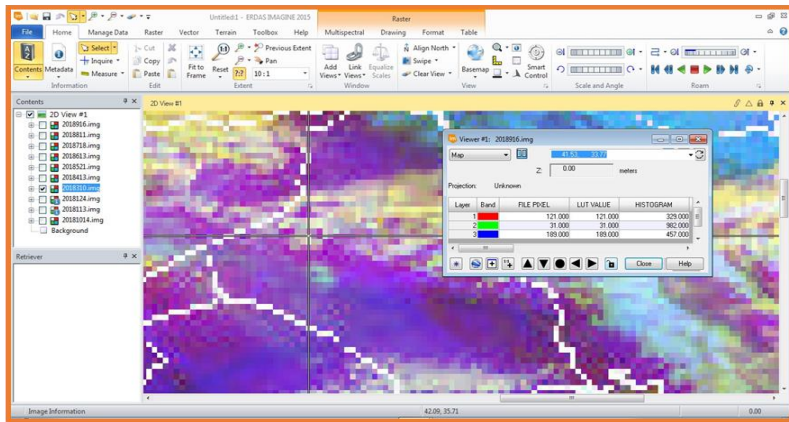 Untitled:1 - ERDAS IMAGINE 2015
Raster
File Home Manage Data Raster Vector Terrain Toolbox Help Multispectral Drawing Format Table
Contents
Metadata
Select
Inquire
Measure
Information
Cut
Copy
Paste
Edit
Fit to Frame
1:1
Reset
Previous Extent
Pan
10:1
Extent
Add Views
Link Views
Equalize Scales
Window
Align North
Swipe
Clear View
Basemap
Smart Control
View
Scale and Angle
Roam
Contents
2D View #1
2018916.img
2018811.img
2018718.img
2018613.img
2018521.img
2018413.img
2018310.img
2018124.img
2018113.img
20181014.img
Background
Retriever
2D View #1
Viewer #1: 2018916.img
Map
41.53 33.77
Z: 0.00 meters
Projection: Unknown
Layer Band FILE PIXEL LUT VALUE HISTOGRAM
1 121.000 121.000 329.000
2 31.000 31.000 982.000
3 189.000 189.000 457.000
Close Help
Image Information 42.09, 35.71 0.00